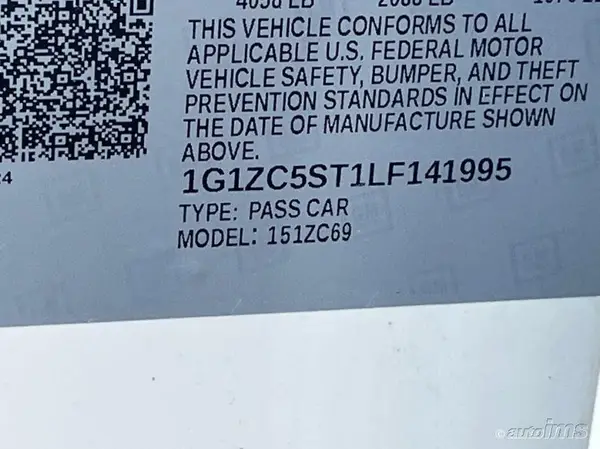 THIS VEHICLE CONFORMS TO ALL
APPLICABLE U.S. FEDERAL MOTOR
VEHICLE SAFETY, BUMPER, AND THEFT
PREVENTION STANDARDS IN EFFECT ON
THE DATE OF MANUFACTURE SHOWN
ABOVE.
1G1ZC5ST1LF141995
TYPE: PASS CAR
MODEL: 151ZC69
© autoims